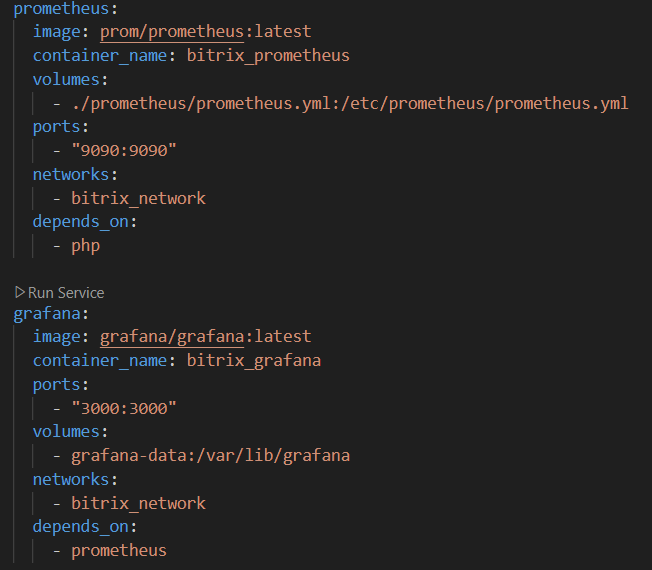 prometheus:
image: prom/prometheus:latest
container_name: bitrix_prometheus
volumes:
- ./prometheus/prometheus.yml:/etc/prometheus/prometheus.yml
ports:
- "9090:9090"
networks:
- bitrix_network
depends_on:
- php
Run Service
grafana:
image: grafana/grafana:latest
container_name: bitrix_grafana
ports:
- "3000:3000"
volumes:
- grafana-data:/var/lib/grafana
networks:
- bitrix_network
depends_on:
- prometheus